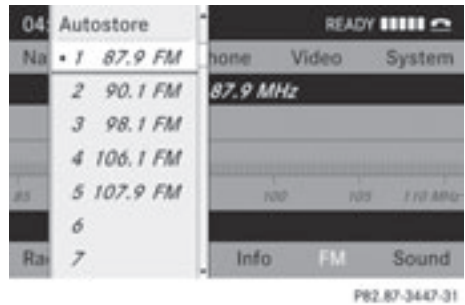 04: Autostore READY
Na • 1 87.9 FM hone Video System
2 90.1 FM 87.9 MHz
3 98.1 FM
4 106.1 FM
85 5 107.9 FM 100 105 110 MHz
6
Ra 7 Info FM Sound
P82.87-3447-31